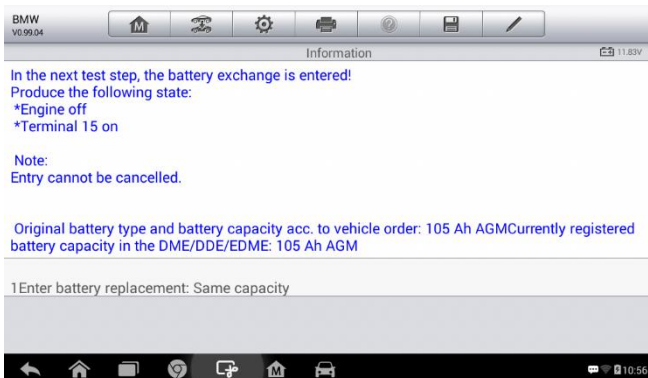 BMW
V0.99.04
Information
11.83V
In the next test step, the battery exchange is entered!
Produce the following state:
*Engine off
*Terminal 15 on
Note:
Entry cannot be cancelled.
Original battery type and battery capacity acc. to vehicle order: 105 Ah AGMCurrently registered
battery capacity in the DME/DDE/EDME: 105 Ah AGM
1Enter battery replacement: Same capacity
10:56